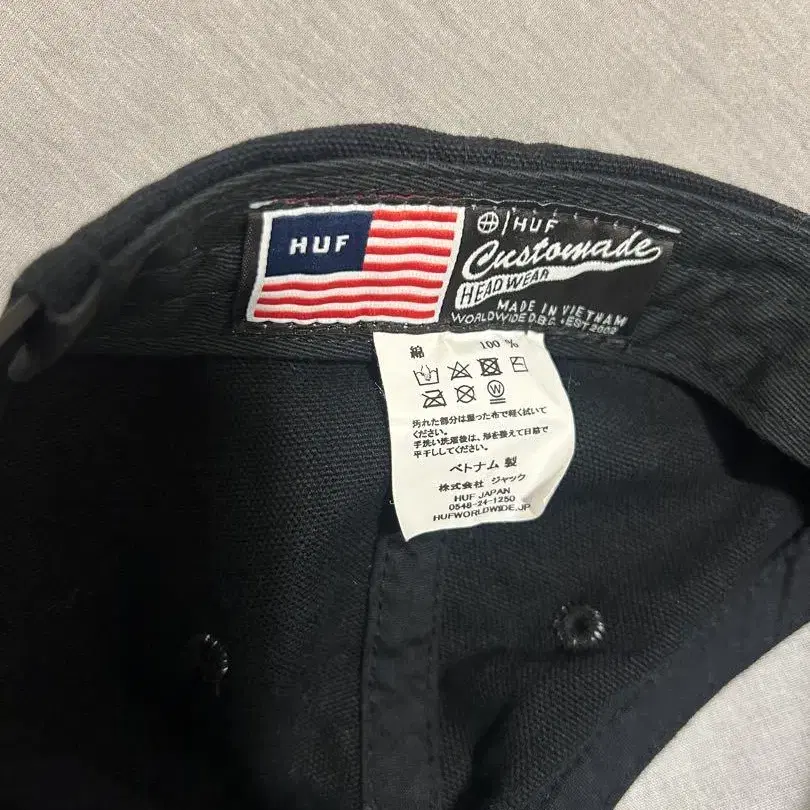 HUF
HUF
Customade
HEAD WEAR
MADE IN VIETNAM
WORLDWIDE D.B.C. • EST 2002
綿 100 %
W
汚れた部分は湿った布で軽く拭いて
ください。
手洗い洗濯後は、形を整えて日陰で
平干してください。
ベトナム 製
株式会社 ジャック
HUF JAPAN
0548-24-1250
HUFWORLDWIDE.JP